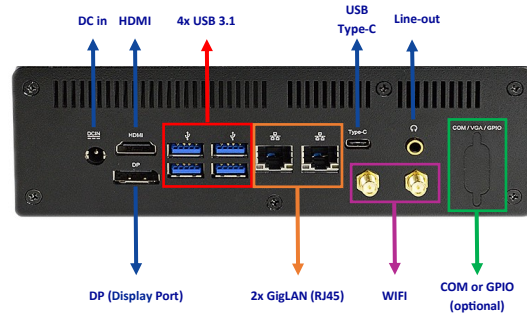 DC in HDMI 4x USB 3.1 USB
Type-C Line-out
DCIN HDMI Type-C COM / VGA / GPIO
DP
DP (Display Port) 2x GigLAN (RJ45) WIFI COM or GPIO
(optional)